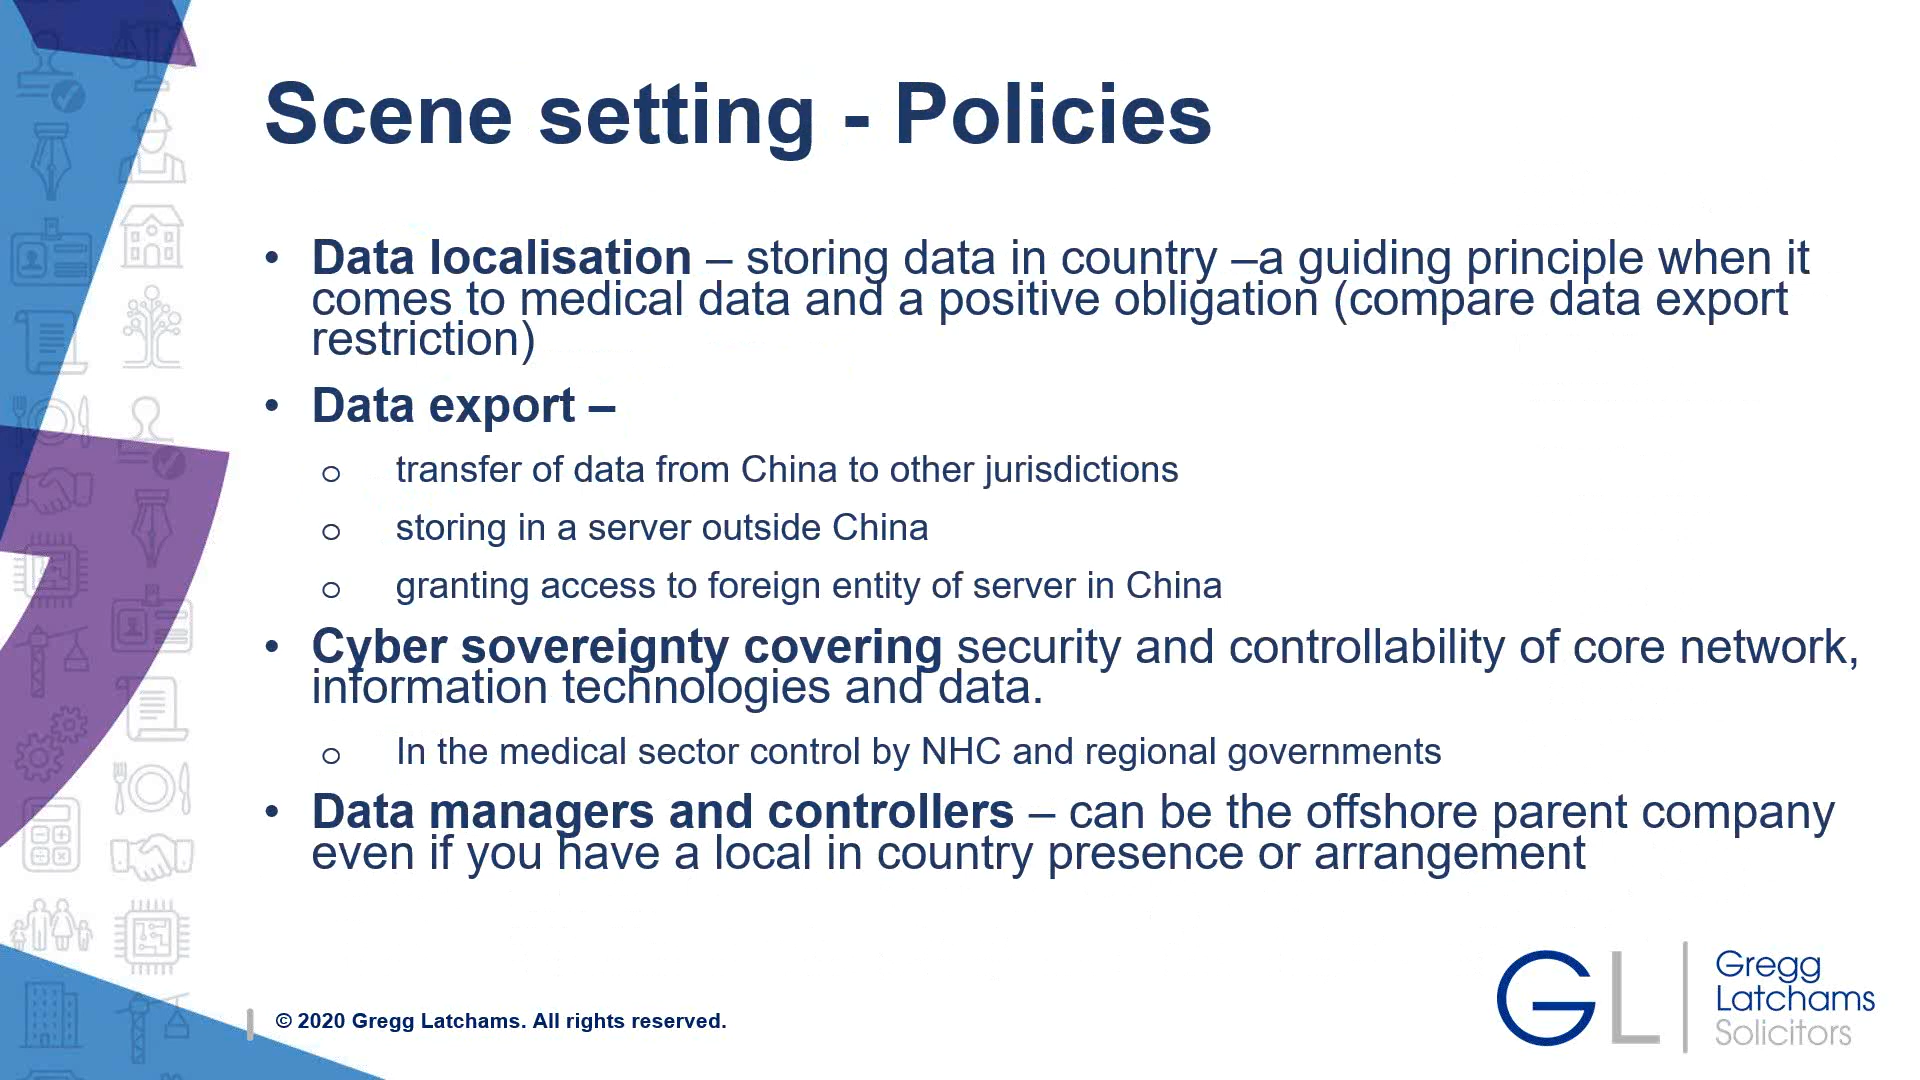 Scene setting - Policies
• Data localisation – storing data in country –a guiding principle when it
comes to medical data and a positive obligation (compare data export
restriction)
• Data export –
o transfer of data from China to other jurisdictions
o storing in a server outside China
o granting access to foreign entity of server in China
• Cyber sovereignty covering security and controllability of core network,
information technologies and data.
o In the medical sector control by NHC and regional governments
• Data managers and controllers – can be the offshore parent company
even if you have a local in country presence or arrangement
© 2020 Gregg Latchams. All rights reserved.
GL
Gregg
Latchams
Solicitors